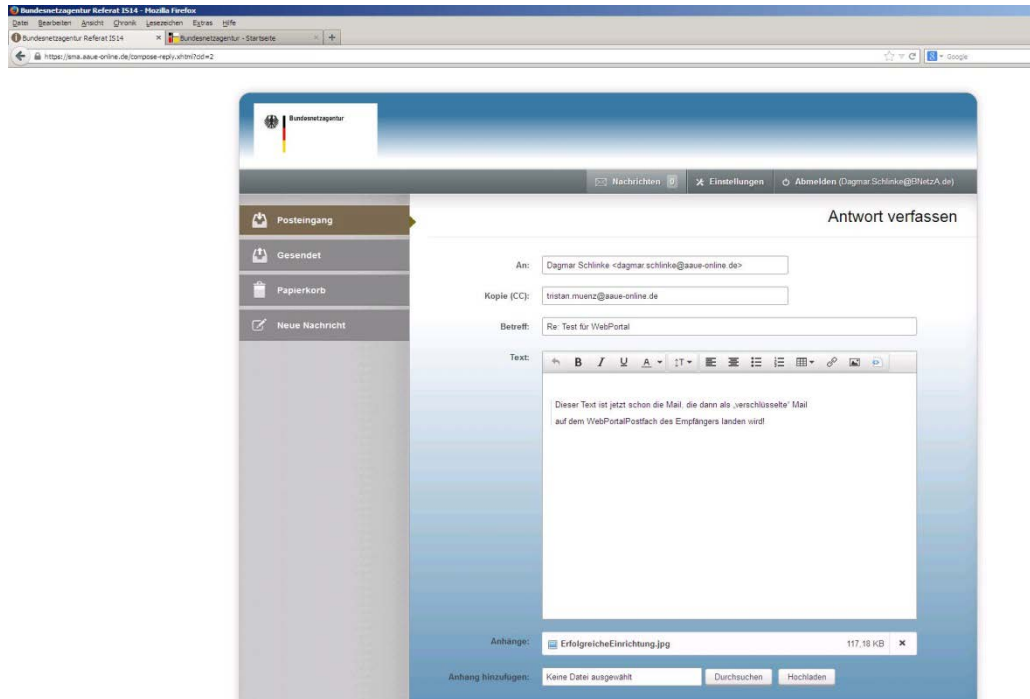 Bundesnetzagentur Referat IS14 - Mozilla Firefox
Datei Bearbeiten Ansicht Chronik Lesezeichen Extras Hilfe
Bundesnetzagentur Referat IS14 × Bundesnetzagentur - Startseite × +
https://sma.aaue-online.de/compose-reply.xhtml?cid=2 Google
Bundesnetzagentur
Nachrichten 0 Einstellungen Abmelden (Dagmar.Schlinke@BNetzA.de)
Posteingang
Antwort verfassen
Gesendet
An: Dagmar Schlinke <dagmar.schlinke@aaue-online.de>
Papierkorb
Kopie (CC): tristan.muenz@aaue-online.de
Neue Nachricht
Betreff: Re: Test für WebPortal
Text:
B I U A T
Dieser Text ist jetzt schon die Mail, die dann als „verschlüsselte“ Mail
auf dem WebPortalPostfach des Empfängers landen wird!
Anhänge: ErfolgreicheEinrichtung.jpg 117,18 KB ×
Anhang hinzufügen: Keine Datei ausgewählt Durchsuchen Hochladen